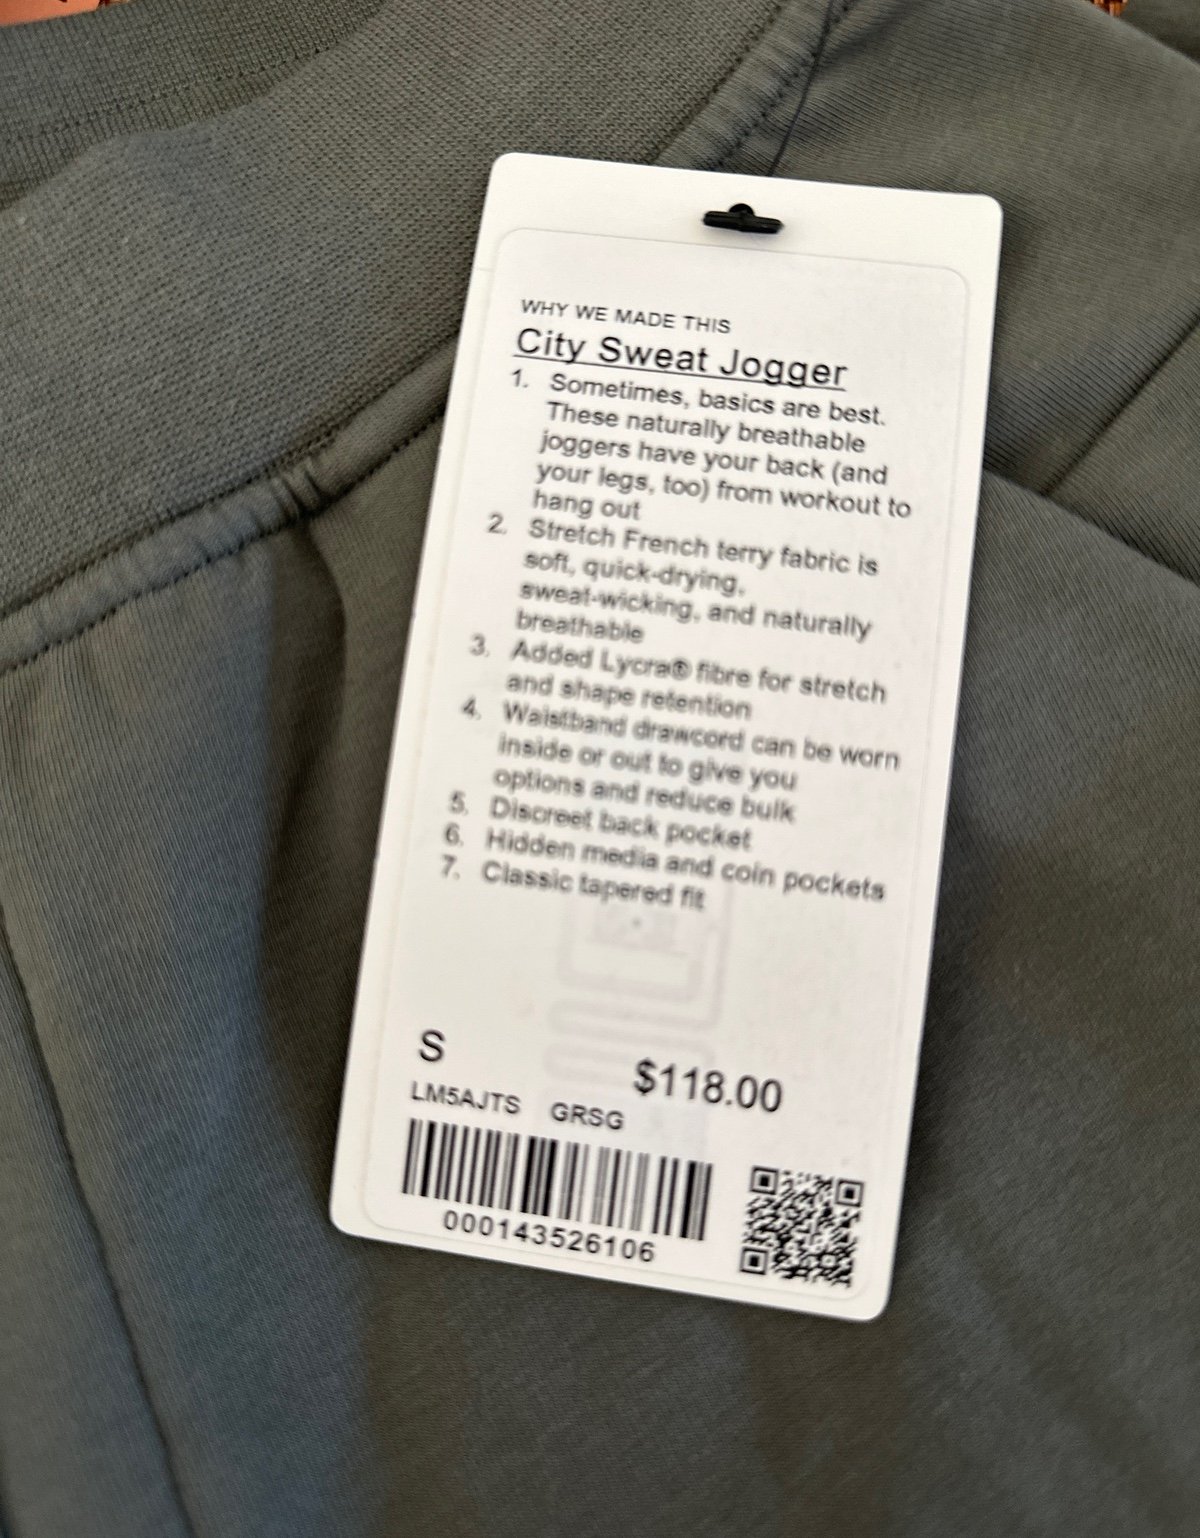 WHY WE MADE THIS
City Sweat Jogger
1. Sometimes, basics are best.
These naturally breathable
joggers have your back (and
your legs, too) from workout to
hang out
2. Stretch French terry fabric is
soft, quick-drying,
sweat-wicking, and naturally
breathable
3. Added Lycra® fibre for stretch
and shape retention
4. Waistband drawcord can be worn
inside or out to give you
options and reduce bulk
5. Discreet back pocket
6. Hidden media and coin pockets
7. Classic tapered fit
S
$118.00
LM5AJTS GRSG
000143526106